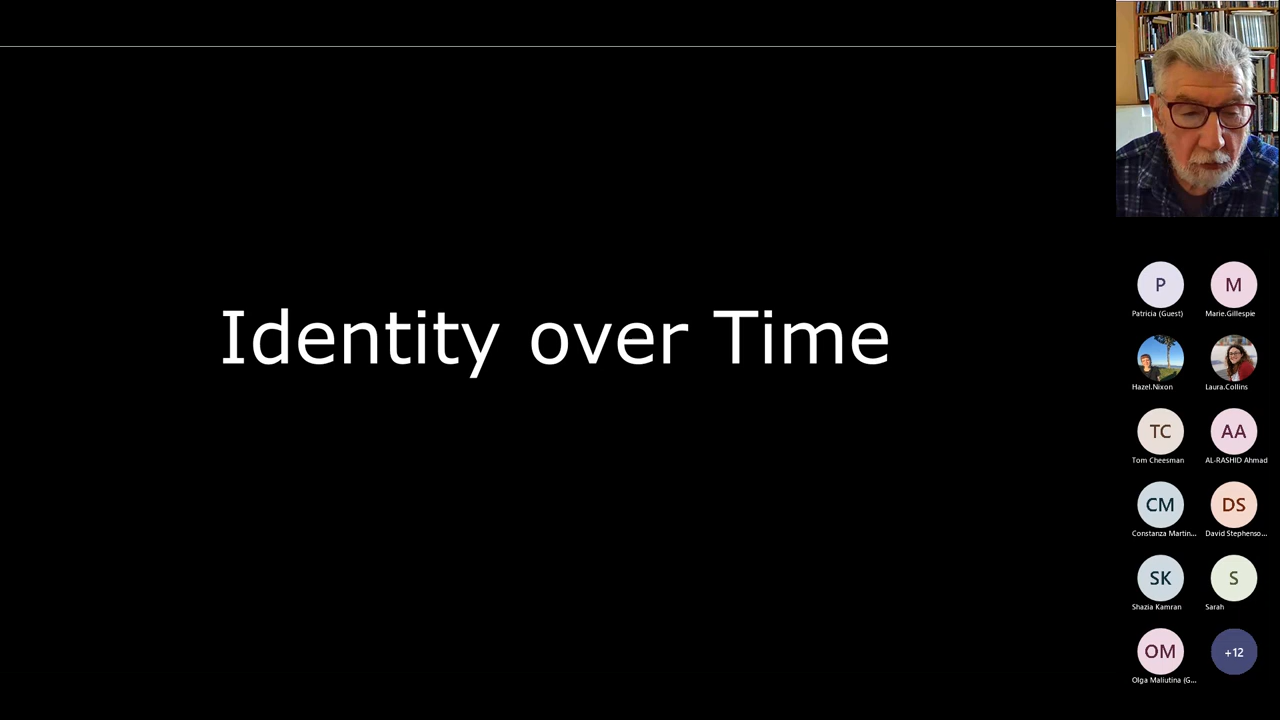 Identity over Time
P
M
Patricia (Guest)
Marie.Gillespie
Hazel.Nixon
Laura.Collins
TC
AA
Tom Cheesman
AL-RASHID Ahmad
CM
DS
Constanza Martin...
David Stephenso...
SK
S
Shazia Kamran
Sarah
OM
+12
Olga Maliutina (G...